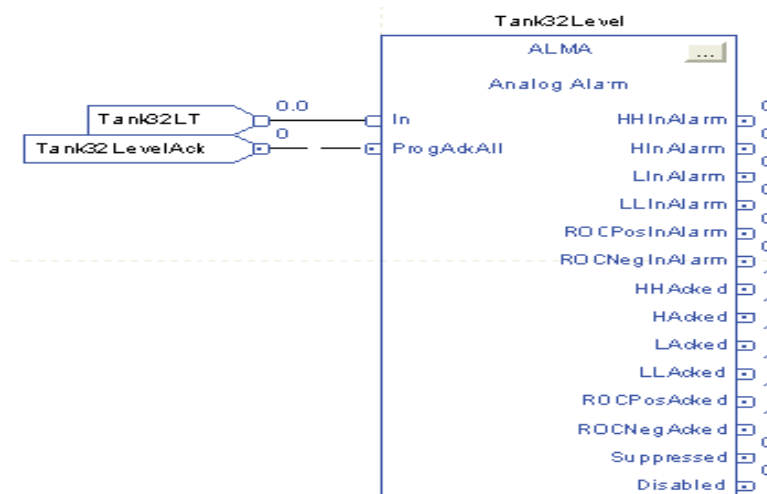 Tank32Level
ALMA
...
Analog Alarm
Tank32LT
0.0
In
HHInAlarm
0
Tank32LevelAck
0
ProgAckAll
HInAlarm
LInAlarm
LLInAlarm
ROCPosInAlarm
ROCNegInAlarm
HHAcked
HAcked
LAcked
LLAcked
ROCPosAcked
ROCNegAcked
Suppressed
Disabled